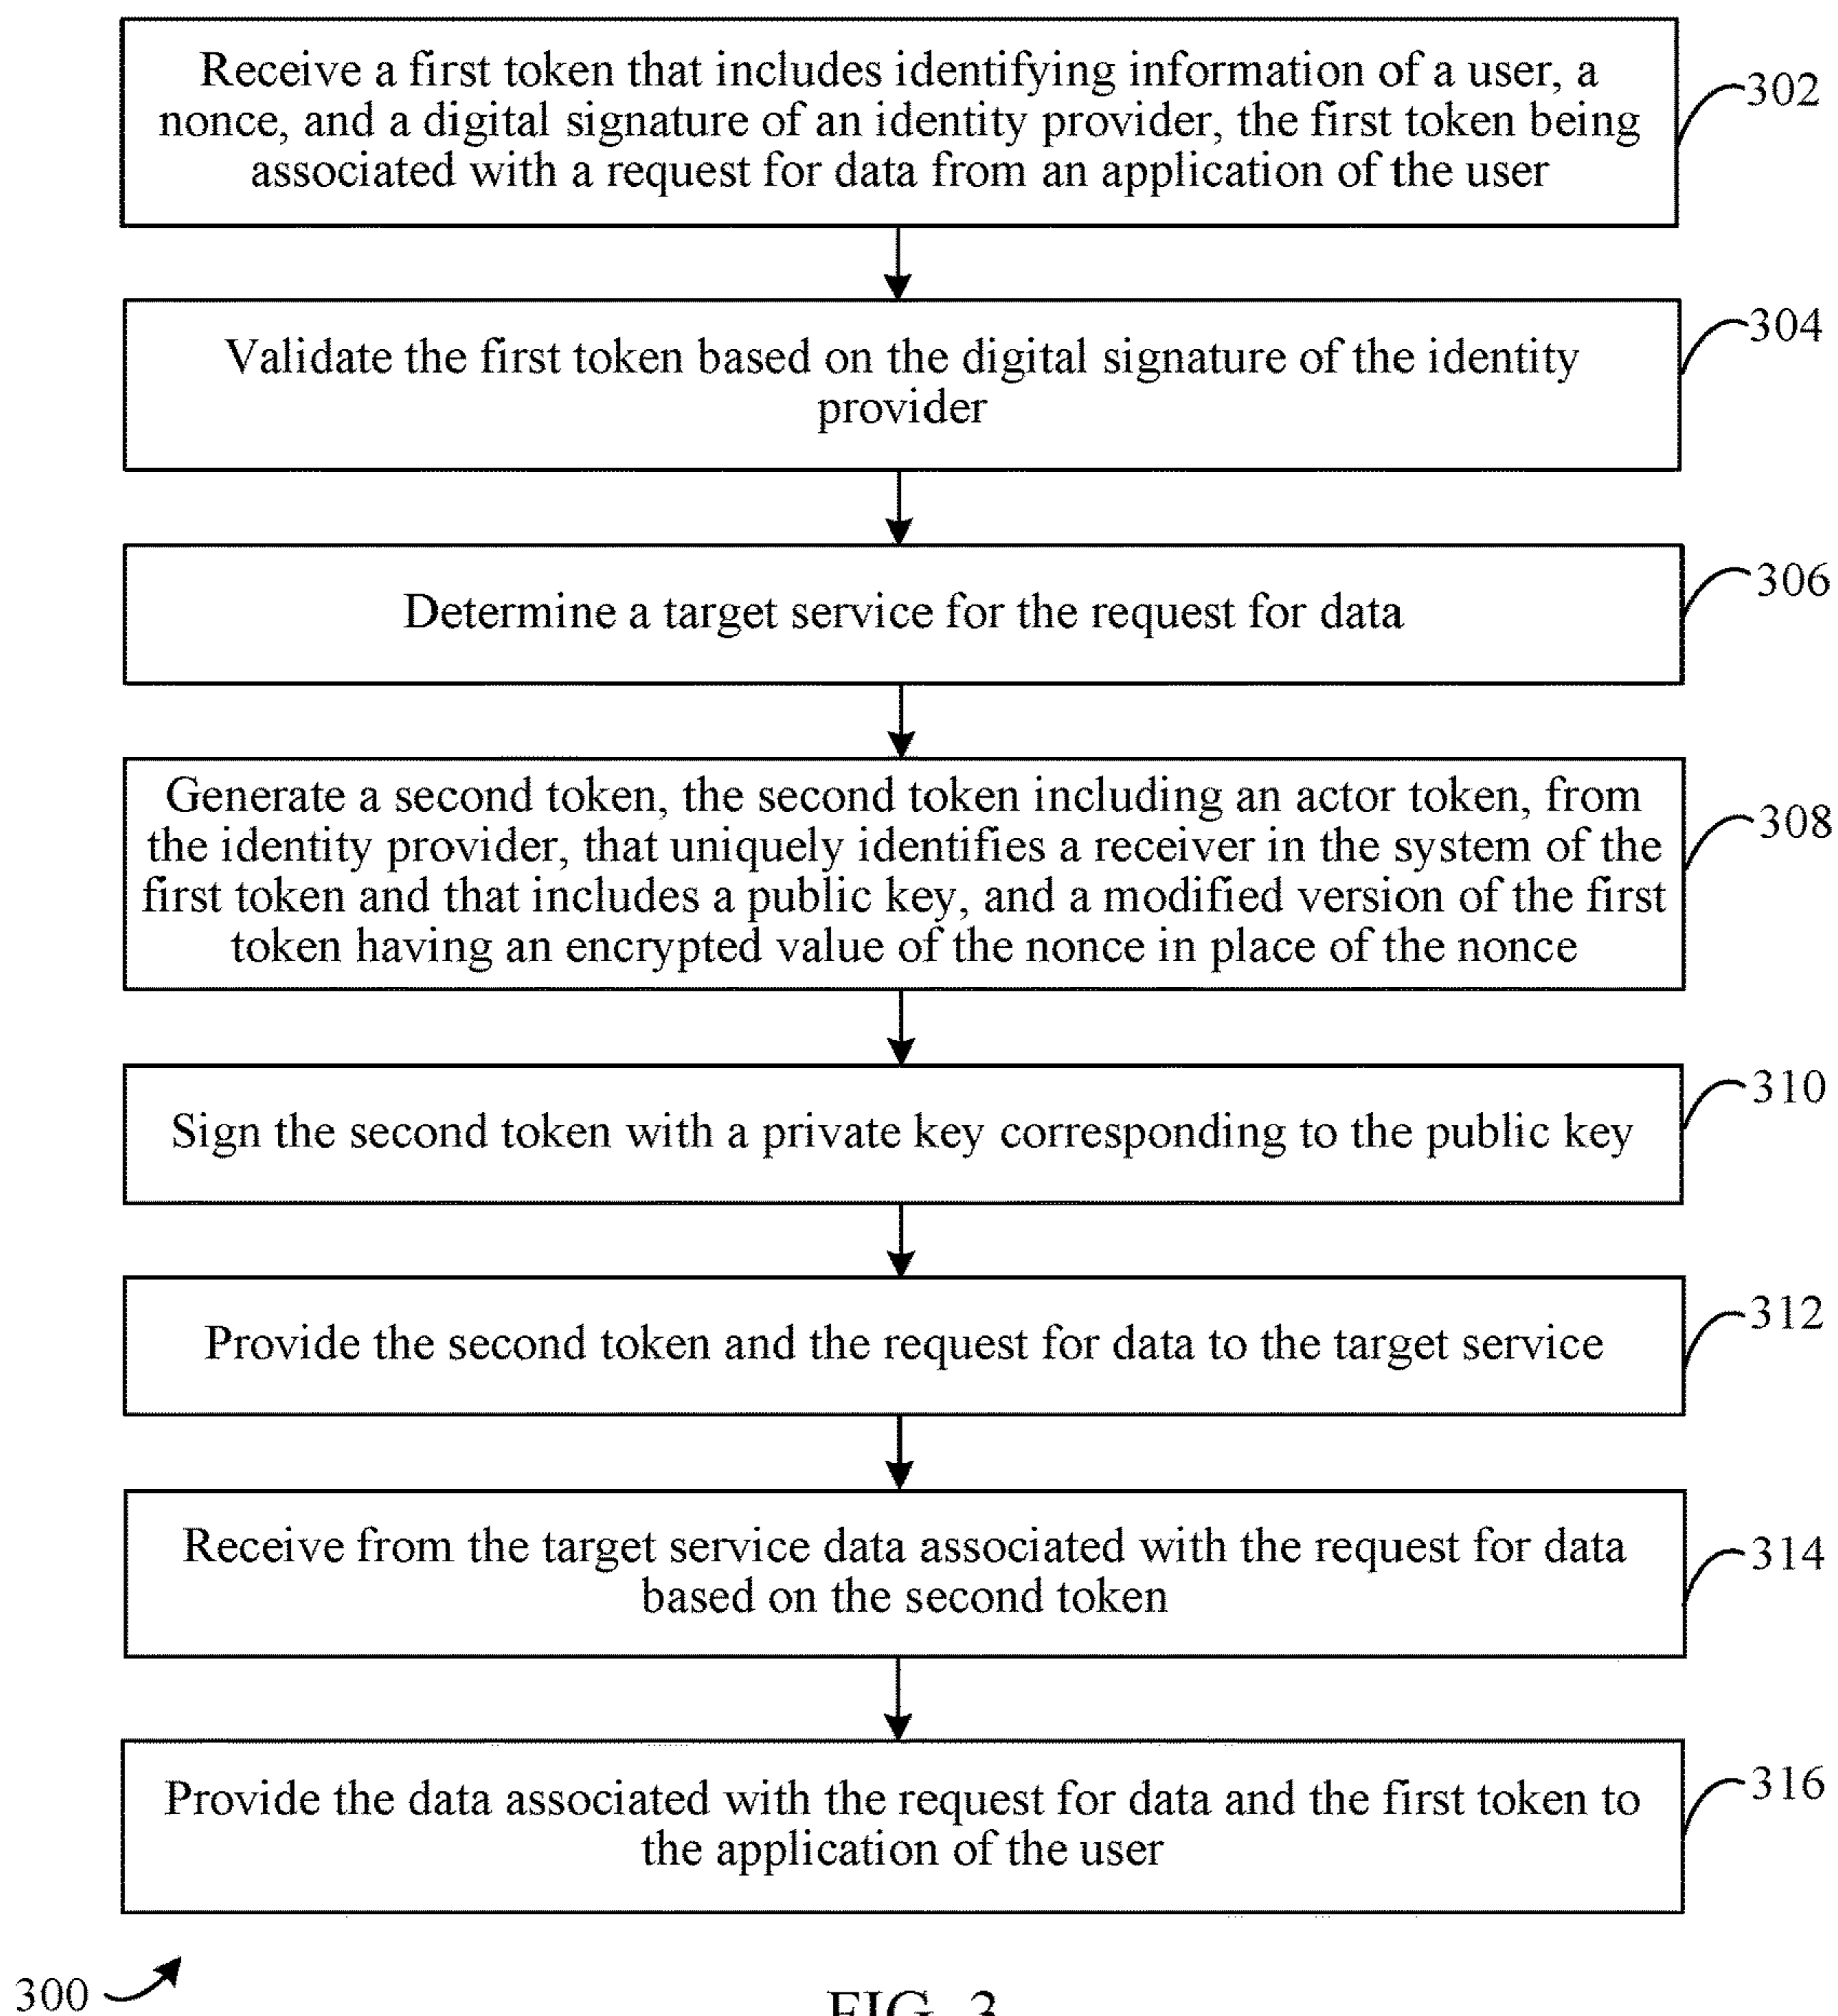 Receive a first token that includes identifying information of a user, a
nonce, and a digital signature of an identity provider, the first token being
associated with a request for data from an application of the user
302
Validate the first token based on the digital signature of the identity
provider
304
Determine a target service for the request for data
306
Generate a second token, the second token including an actor token, from
the identity provider, that uniquely identifies a receiver in the system of the
first token and that includes a public key, and a modified version of the first
token having an encrypted value of the nonce in place of the nonce
308
Sign the second token with a private key corresponding to the public key
310
Provide the second token and the request for data to the target service
312
Receive from the target service data associated with the request for data
based on the second token
314
Provide the data associated with the request for data and the first token to
the application of the user
316
300
FIG. 3